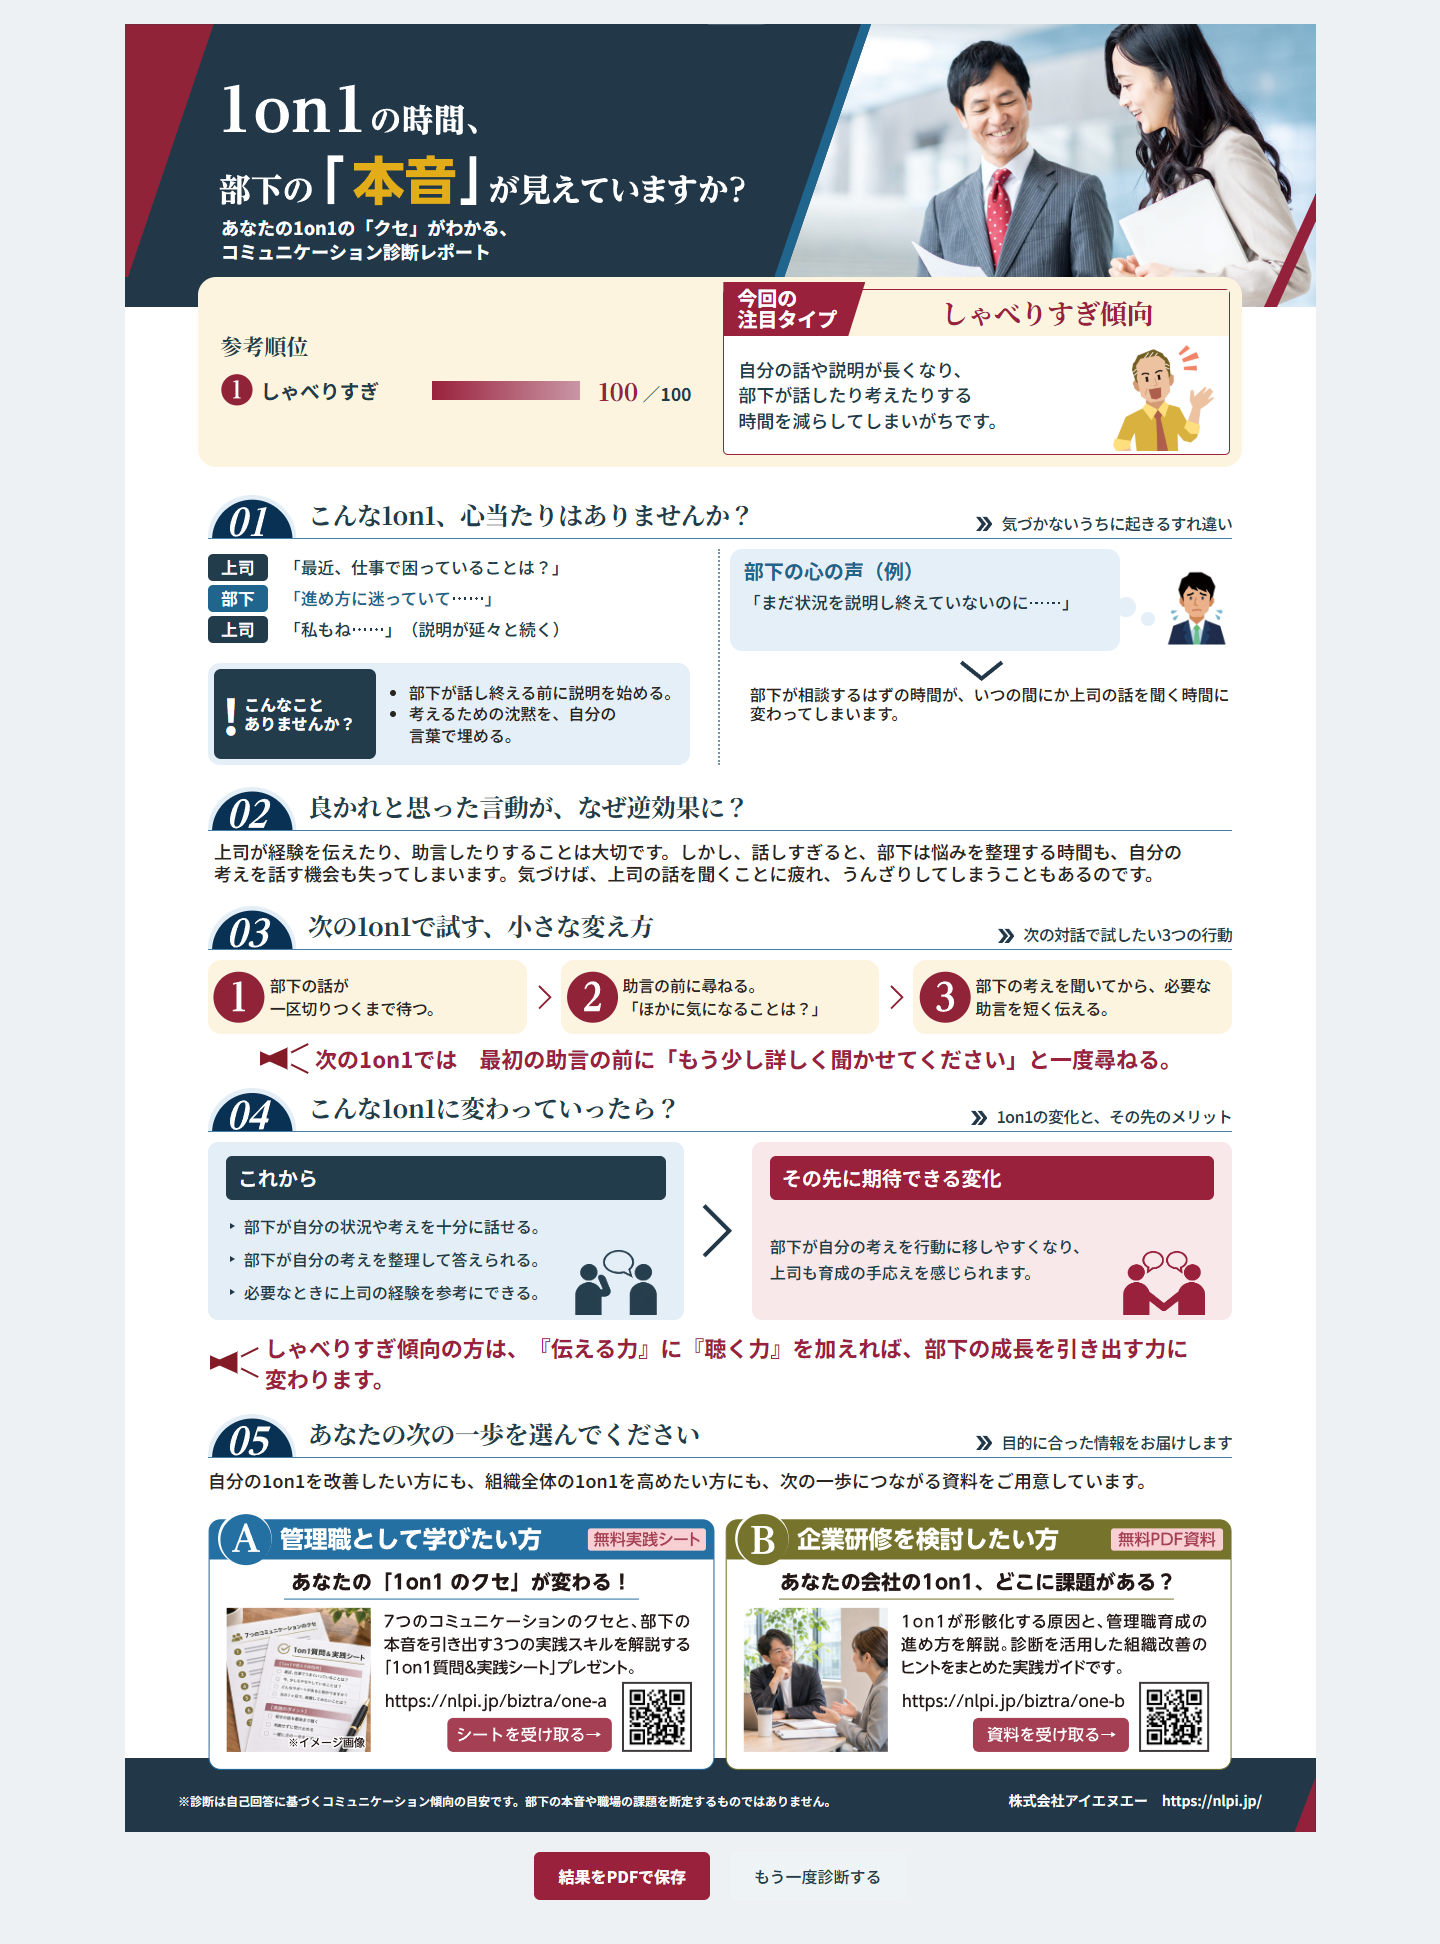 1on1の時間、
部下の「本音」が見えていますか?
あなたの1on1の「クセ」がわかる、
コミュニケーション診断レポート
参考順位
1 しゃべりすぎ 100 ／100
今回の
注目タイプ
しゃべりすぎ傾向
自分の話や説明が長くなり、
部下が話したり考えたりする
時間を減らしてしまいがちです。
01 こんな1on1、心当たりはありませんか？
気づかないうちに起きるすれ違い
上司 「最近、仕事で困っていることは？」
部下 「進め方に迷っていて……」
上司 「私もね……」（説明が延々と続く）
! こんなこと
ありませんか？
• 部下が話し終える前に説明を始める。
• 考えるための沈黙を、自分の
言葉で埋める。
部下の心の声（例）
「まだ状況を説明し終えていないのに……」
部下が相談するはずの時間が、いつの間にか上司の話を聞く時間に
変わってしまいます。
02 良かれと思った言動が、なぜ逆効果に？
上司が経験を伝えたり、助言したりすることは大切です。しかし、話しすぎると、部下は悩みを整理する時間も、自分の
考えを話す機会も失ってしまいます。気づけば、上司の話を聞くことに疲れ、うんざりしてしまうこともあるのです。
03 次の1on1で試す、小さな変え方
次の対話で試したい3つの行動
1 部下の話が
一区切りつくまで待つ。
2 助言の前に尋ねる。
「ほかに気になることは？」
3 部下の考えを聞いてから、必要な
助言を短く伝える。
次の1on1では　最初の助言の前に「もう少し詳しく聞かせてください」と一度尋ねる。
04 こんな1on1に変わっていったら？
1on1の変化と、その先のメリット
これから
‣ 部下が自分の状況や考えを十分に話せる。
‣ 部下が自分の考えを整理して答えられる。
‣ 必要なときに上司の経験を参考にできる。
その先に期待できる変化
部下が自分の考えを行動に移しやすくなり、
上司も育成の手応えを感じられます。
しゃべりすぎ傾向の方は、『伝える力』に『聴く力』を加えれば、部下の成長を引き出す力に
変わります。
05 あなたの次の一歩を選んでください
目的に合った情報をお届けします
自分の1on1を改善したい方にも、組織全体の1on1を高めたい方にも、次の一歩につながる資料をご用意しています。
A 管理職として学びたい方 無料実践シート
あなたの「1on1 のクセ」が変わる！
7つのコミュニケーションのクセと、部下の
本音を引き出す3つの実践スキルを解説する
「1on1質問&実践シート」プレゼント。
https://nlpi.jp/biztra/one-a
シートを受け取る→
7つのコミュニケーションのクセ
1on1質問&実践シート
※イメージ画像
B 企業研修を検討したい方 無料PDF資料
あなたの会社の1on1、どこに課題がある？
1on1が形骸化する原因と、管理職育成の
進め方を解説。診断を活用した組織改善の
ヒントをまとめた実践ガイドです。
https://nlpi.jp/biztra/one-b
資料を受け取る→
※診断は自己回答に基づくコミュニケーション傾向の目安です。部下の本音や職場の課題を断定するものではありません。
株式会社アイエヌエー　https://nlpi.jp/
結果をPDFで保存
もう一度診断する